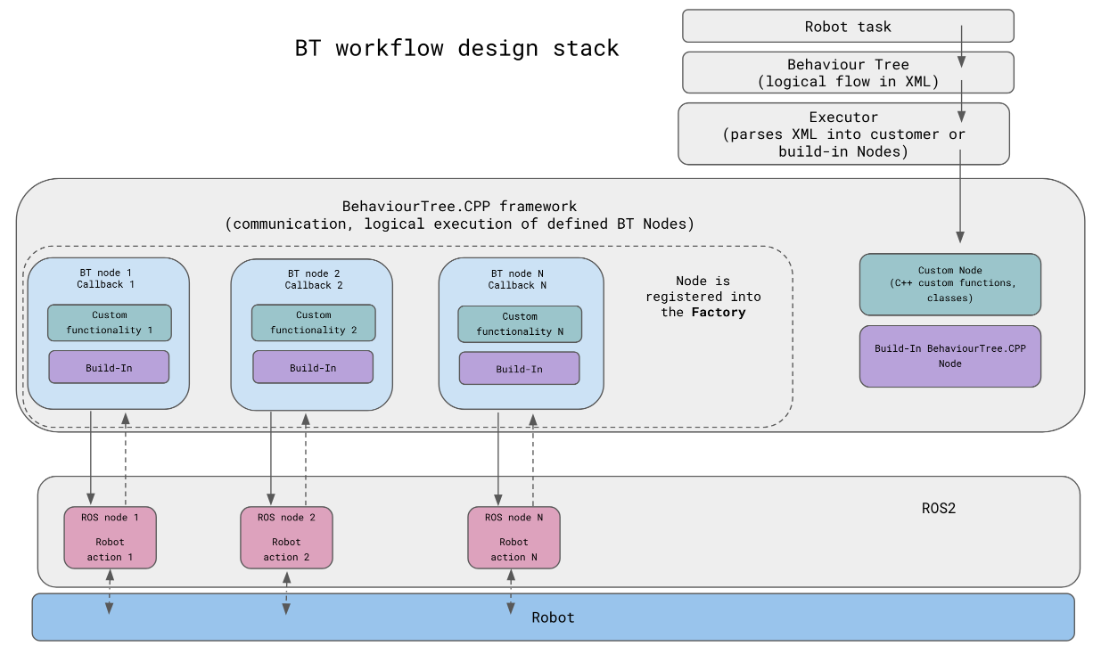 BT workflow design stack
Robot task
Behaviour Tree
(logical flow in XML)
Executor
(parses XML into customer or
build-in Nodes)
BehaviourTree.CPP framework
(communication, logical execution of defined BT Nodes)
BT node 1
Callback 1
Custom
functionality 1
Build-In
BT node 2
Callback 2
Custom
functionality 2
Build-In
BT node N
Callback N
Custom
functionality N
Build-In
Node is
registered into
the Factory
Custom Node
(C++ custom functions,
classes)
Build-In BehaviourTree.CPP
Node
ROS2
ROS node 1
Robot
action 1
ROS node 2
Robot
action 2
ROS node N
Robot
action N
Robot